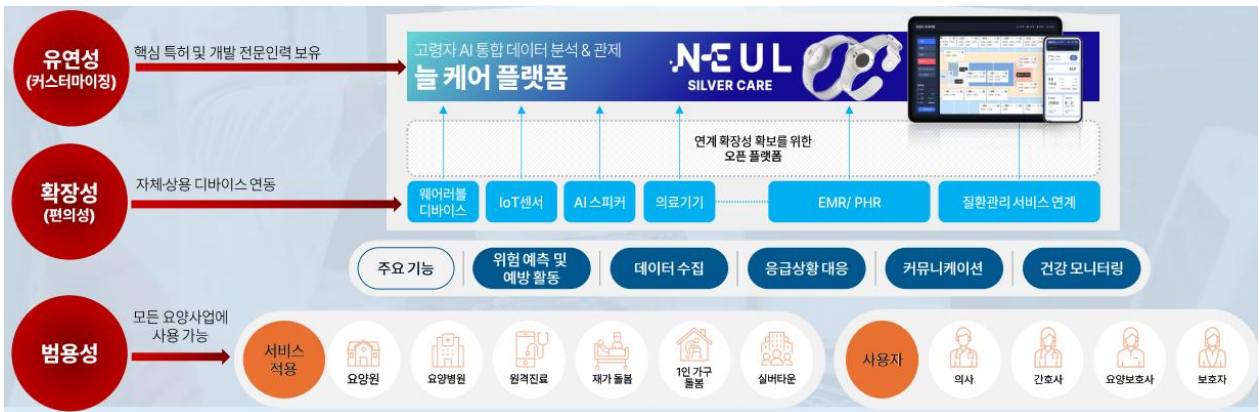 유연성
(커스터마이징)
핵심 특허 및 개발 전문인력 보유
고령자 AI 통합 데이터 분석 & 관제
늘 케어 플랫폼
N-EUL
SILVER CARE
연계 확장성 확보를 위한
오픈 플랫폼
확장성
(편의성)
자체·상용 디바이스 연동
웨어러블
디바이스
IoT센서
AI 스피커
의료기기
EMR/ PHR
질환관리 서비스 연계
주요 기능
위험 예측 및
예방 활동
데이터 수집
응급상황 대응
커뮤니케이션
건강 모니터링
범용성
모든 요양사업에
사용 가능
서비스
적용
요양원
요양병원
원격진료
재가 돌봄
1인 가구
돌봄
실버타운
사용자
의사
간호사
요양보호사
보호자